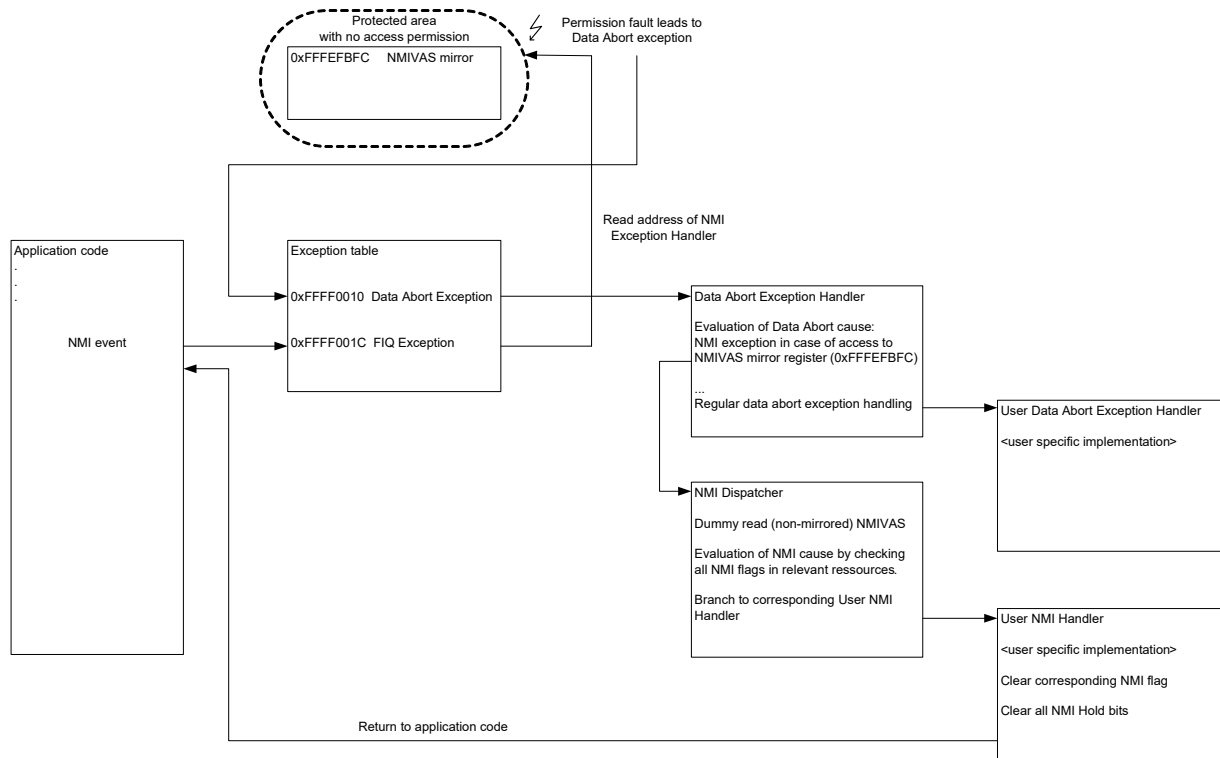 Protected area
with no access permission
0xFFFEFBFC NMIVAS mirror
Permission fault leads to
Data Abort exception
Read address of NMI
Exception Handler
Application code
.
.
.
NMI event
Exception table
0xFFFF0010 Data Abort Exception
0xFFFF001C FIQ Exception
Data Abort Exception Handler
Evaluation of Data Abort cause:
NMI exception in case of access to
NMIVAS mirror register (0xFFFEFBFC)
...
Regular data abort exception handling
User Data Abort Exception Handler
<user specific implementation>
NMI Dispatcher
Dummy read (non-mirrored) NMIVAS
Evaluation of NMI cause by checking
all NMI flags in relevant ressources.
Branch to corresponding User NMI
Handler
User NMI Handler
<user specific implementation>
Clear corresponding NMI flag
Clear all NMI Hold bits
Return to application code